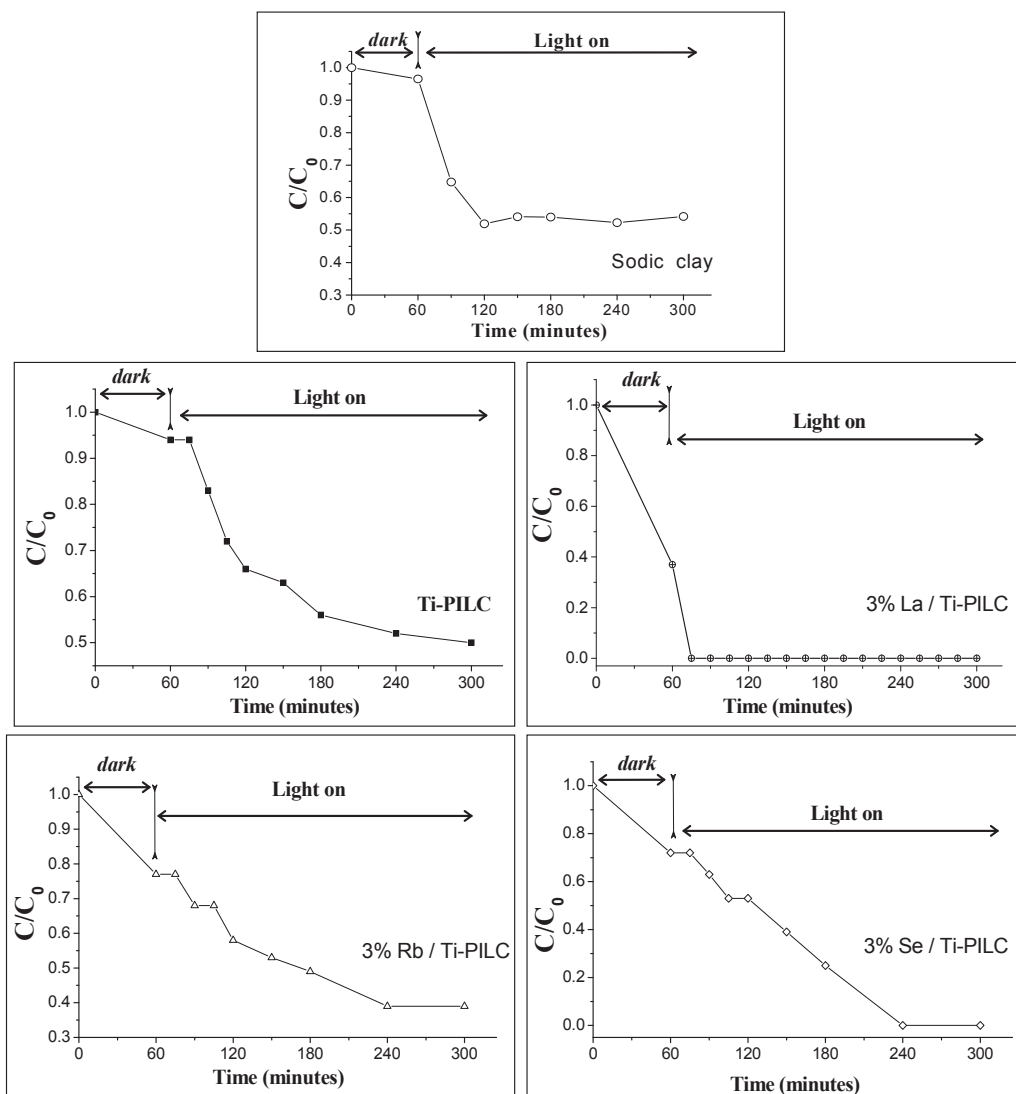 dark
Light on
1.0
0.9
0.8
0.7
0.6
0.5
0.4
0.3
C/C0
Sodic clay
0 60 120 180 240 300
Time (minutes)
dark
Light on
1.0
0.9
0.8
0.7
0.6
0.5
C/C0
Ti-PILC
0 60 120 180 240 300
Time (minutes)
dark
Light on
1.0
0.8
0.6
0.4
0.2
0.0
C/C0
3% La / Ti-PILC
0 60 120 180 240 300
Time (minutes)
dark
Light on
1.0
0.9
0.8
0.7
0.6
0.5
0.4
0.3
C/C0
3% Rb / Ti-PILC
0 60 120 180 240 300
Time (minutes)
dark
Light on
1.0
0.8
0.6
0.4
0.2
0.0
C/C0
3% Se / Ti-PILC
0 60 120 180 240 300
Time (minutes)